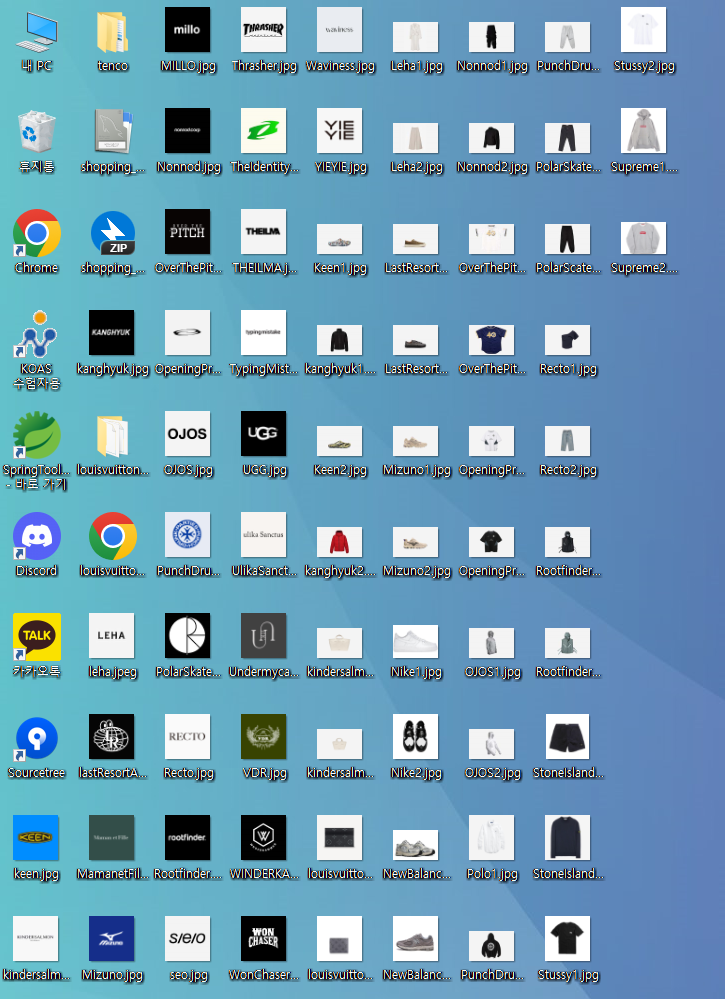 내 PC
tenco
millo
MILLO.jpg
THRASHER
Thrasher.jpg
waviness
Waviness.jpg
Leha1.jpg
Nonnod1.jpg
PunchDru...
Stussy2.jpg
휴지통
shopping_...
nonnod corp
Nonnod.jpg
TheIdentity...
YIE
YIE
YIEYIE.jpg
Leha2.jpg
Nonnod2.jpg
PolarSkate...
Supreme1....
Chrome
ZIP
shopping_...
PITCH
OverThePit...
THEILMA
THEILMA.j...
Keen1.jpg
LastResort...
OverThePit...
PolarScate...
Supreme2....
KOAS
수험자용
KANGHYUK
kanghyuk.jpg
OpeningPr...
typingmistake
TypingMist...
kanghyuk1....
LastResort...
OverThePit...
Recto1.jpg
SpringTool...
- 바로 가기
louisvuitton...
OJOS
OJOS.jpg
UGG
UGG.jpg
Keen2.jpg
Mizuno1.jpg
OpeningPr...
Recto2.jpg
Discord
louisvuitto...
PunchDru...
ulika Sanctus
UlikaSanct...
kanghyuk2....
Mizuno2.jpg
OpeningPr...
Rootfinder...
TALK
카카오톡
LEHA
leha.jpeg
PolarSkate...
Undermyca...
kindersalm...
Nike1.jpg
OJOS1.jpg
Rootfinder...
Sourcetree
lastResortA...
RECTO
Recto.jpg
VDR
VDR.jpg
kindersalm...
Nike2.jpg
OJOS2.jpg
StoneIsland...
KEEN
keen.jpg
Maman et Fille
MamanetFil...
rootfinder.
Rootfinder....
WINDERKA...
louisvuitto...
NewBalanc...
Polo1.jpg
StoneIsland...
KINDERSALMON
kindersalm...
MIZUNO
Mizuno.jpg
s/e/o
seo.jpg
WON
CHASER
WonChaser...
louisvuitto...
NewBalanc...
PunchDru...
Stussy1.jpg